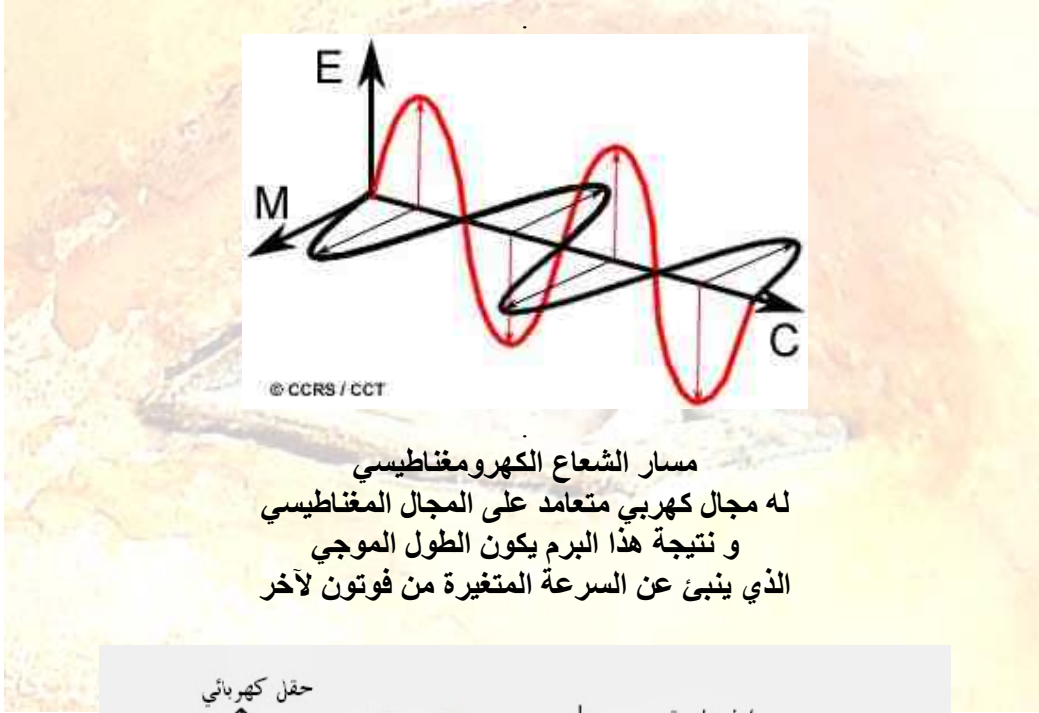 E
M
C
© CCRS / CCT
مسار الشعاع الكهرومغناطيسي
له مجال كهربي متعامد على المجال المغناطيسي
و نتيجة هذا البرم يكون الطول الموجي
الذي ينبئ عن السرعة المتغيرة من فوتون لآخر
حقل كهربائي